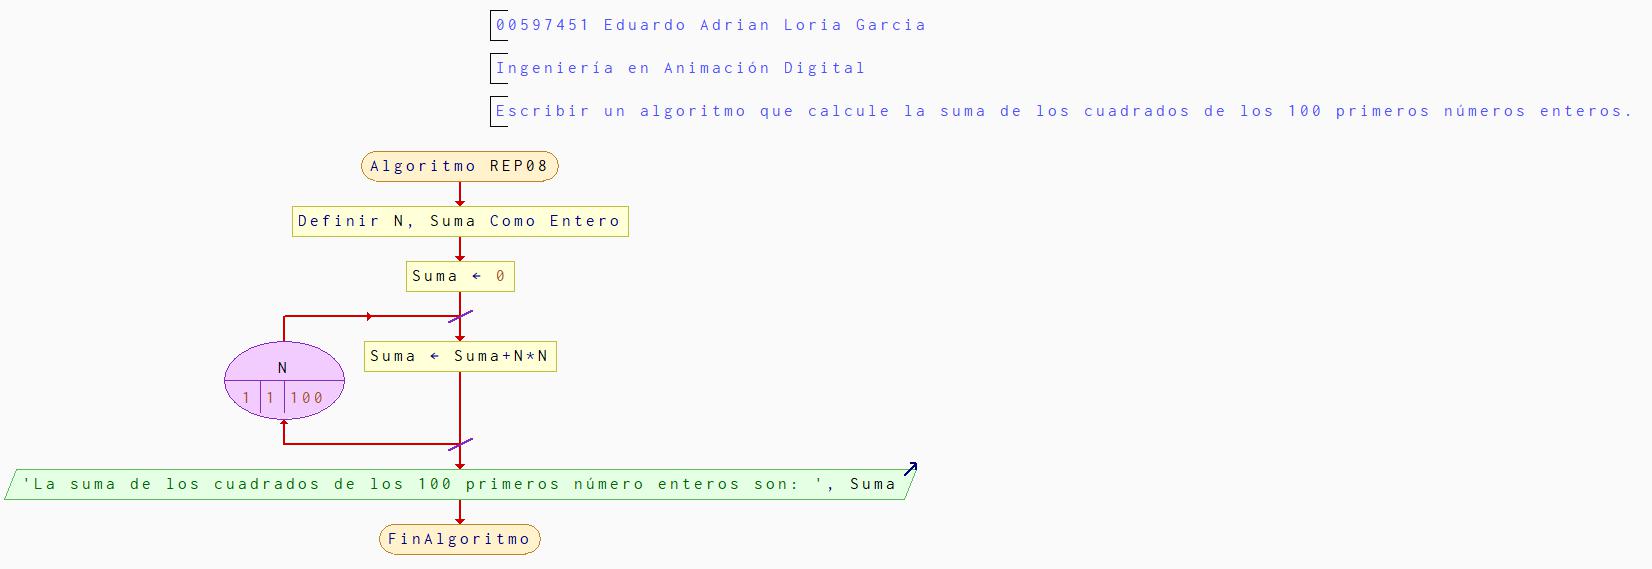 00597451 Eduardo Adrian Loria Garcia
Ingeniería en Animación Digital
Escribir un algoritmo que calcule la suma de los cuadrados de los 100 primeros números enteros.
Algoritmo REP08
Definir N, Suma Como Entero
Suma ← 0
Suma ← Suma+N*N
N
1 1 100
'La suma de los cuadrados de los 100 primeros número enteros son: ', Suma
FinAlgoritmo